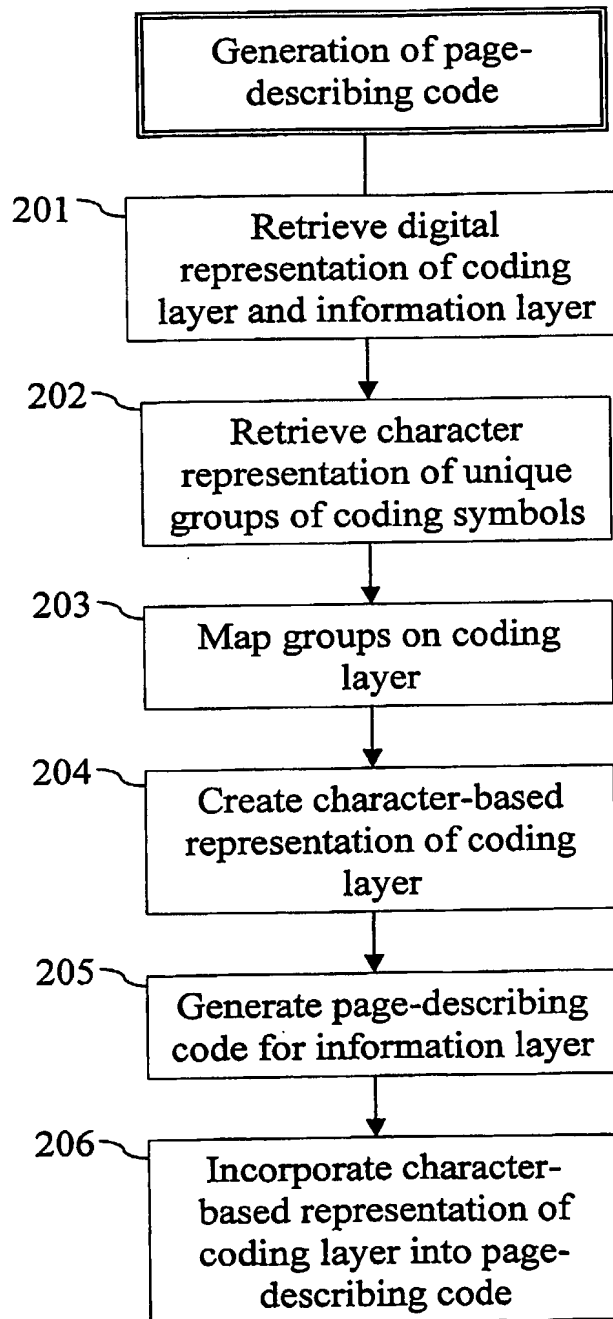 Generation of page-
describing code
201
Retrieve digital
representation of coding
layer and information layer
202
Retrieve character
representation of unique
groups of coding symbols
203
Map groups on coding
layer
204
Create character-based
representation of coding
layer
205
Generate page-describing
code for information layer
206
Incorporate character-
based representation of
coding layer into page-
describing code